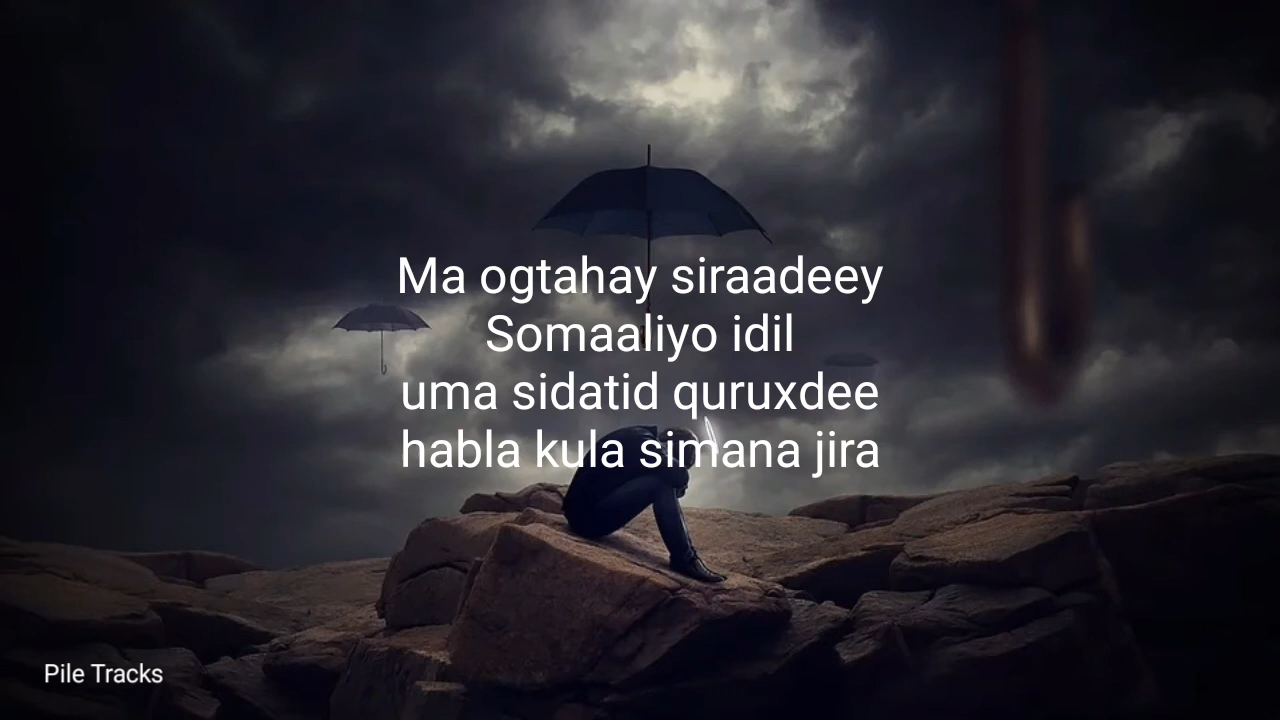 Ma ogtahay siraadeey
Somaaliyo idil
uma sidatid quruxdee
habla kula simana jira
Pile Tracks